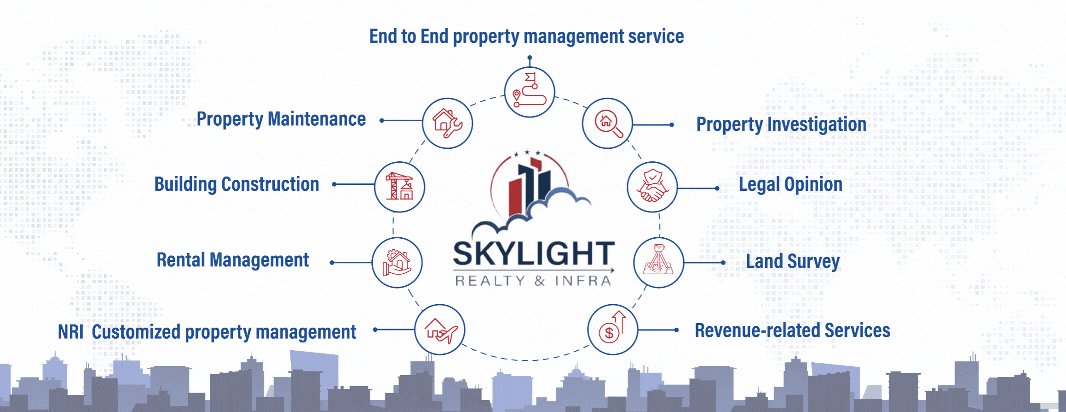 End to End property management service
Property Maintenance
Property Investigation
Building Construction
Legal Opinion
SKYLIGHT
REALTY & INFRA
Rental Management
Land Survey
NRI Customized property management
Revenue-related Services
$